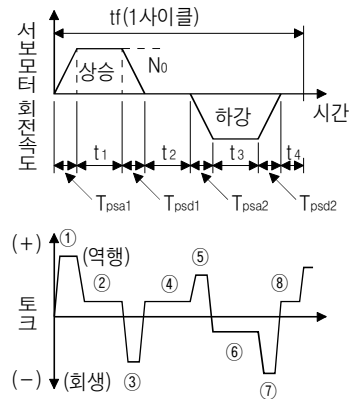 tf(1사이클)
서보모터 회전속도
상승
N₀
하강
시간
t₁
t₂
t₃
t₄
Tpsa1
Tpsd1
Tpsa2
Tpsd2
(+)
토크
(−)
①
(역행)
②
③
(회생)
④
⑤
⑥
⑦
⑧